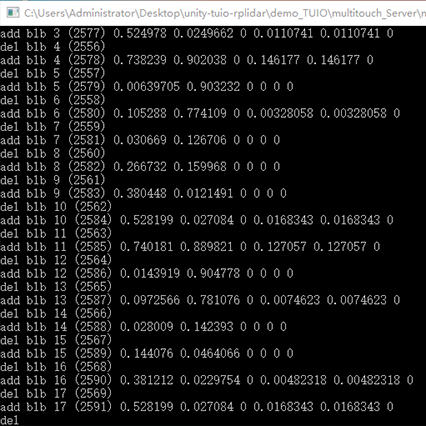 C:\Users\Administrator\Desktop\unity-tuio-rplidar\demo_TUIO\multitouch_Server\
add blb 3 (2577) 0.524978 0.0249662 0 0.0110741 0.0110741 0
del blb 4 (2556)
add blb 4 (2578) 0.738239 0.902038 0 0.146177 0.146177 0
del blb 5 (2557)
add blb 5 (2579) 0.00639705 0.903232 0 0 0 0
del blb 6 (2558)
add blb 6 (2580) 0.105288 0.774109 0 0.00328058 0.00328058 0
del blb 7 (2559)
add blb 7 (2581) 0.030669 0.126706 0 0 0 0
del blb 8 (2560)
add blb 8 (2582) 0.266732 0.159968 0 0 0 0
del blb 9 (2561)
add blb 9 (2583) 0.380448 0.0121491 0 0 0 0
del blb 10 (2562)
add blb 10 (2584) 0.528199 0.027084 0 0.0168343 0.0168343 0
del blb 11 (2563)
add blb 11 (2585) 0.740181 0.889821 0 0.127057 0.127057 0
del blb 12 (2564)
add blb 12 (2586) 0.0143919 0.904778 0 0 0 0
del blb 13 (2565)
add blb 13 (2587) 0.0972566 0.781076 0 0.0074623 0.0074623 0
del blb 14 (2566)
add blb 14 (2588) 0.028009 0.142393 0 0 0 0
del blb 15 (2567)
add blb 15 (2589) 0.144076 0.0464066 0 0 0 0
del blb 16 (2568)
add blb 16 (2590) 0.381212 0.0229754 0 0.00482318 0.00482318 0
del blb 17 (2569)
add blb 17 (2591) 0.528199 0.027084 0 0.0168343 0.0168343 0
del